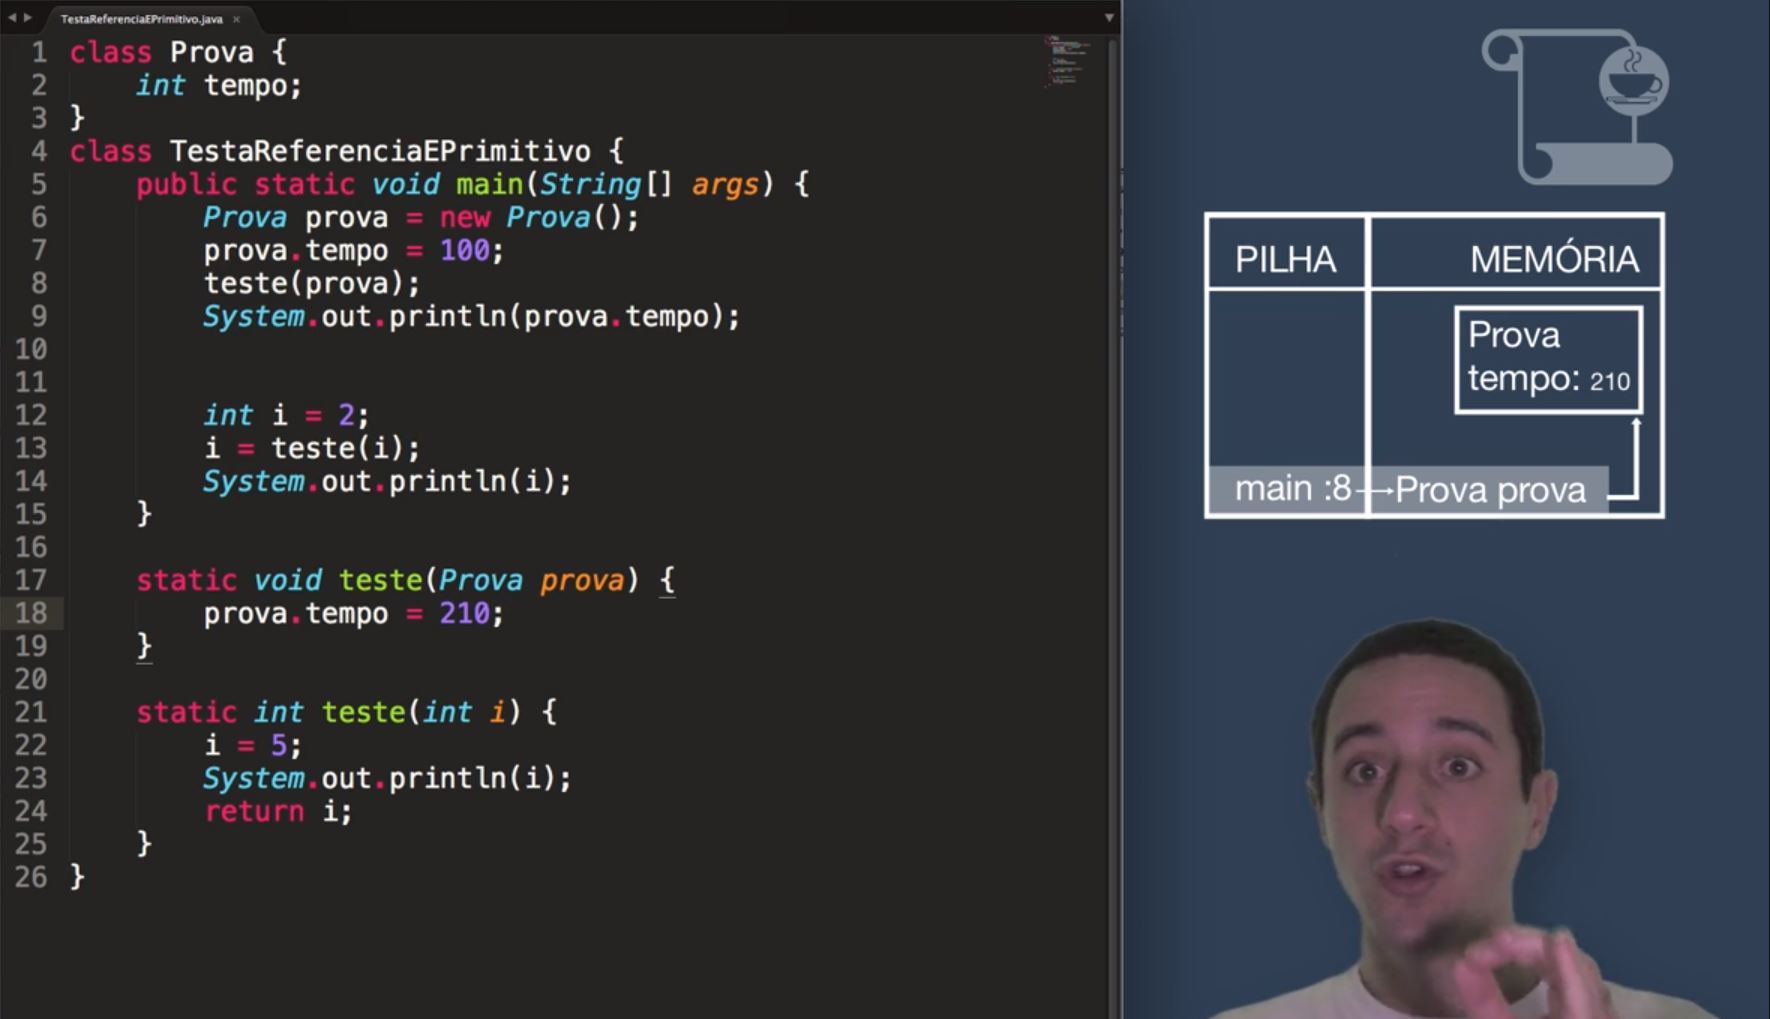 TestaReferenciaEPrimitivo.java ×
1 class Prova {
2     int tempo;
3 }
4 class TestaReferenciaEPrimitivo {
5     public static void main(String[] args) {
6         Prova prova = new Prova();
7         prova.tempo = 100;
8         teste(prova);
9         System.out.println(prova.tempo);
10
11
12         int i = 2;
13         i = teste(i);
14         System.out.println(i);
15     }
16
17     static void teste(Prova prova) {
18         prova.tempo = 210;
19     }
20
21     static int teste(int i) {
22         i = 5;
23         System.out.println(i);
24         return i;
25     }
26 }
PILHA MEMÓRIA
Prova
tempo: 210
main :8 Prova prova